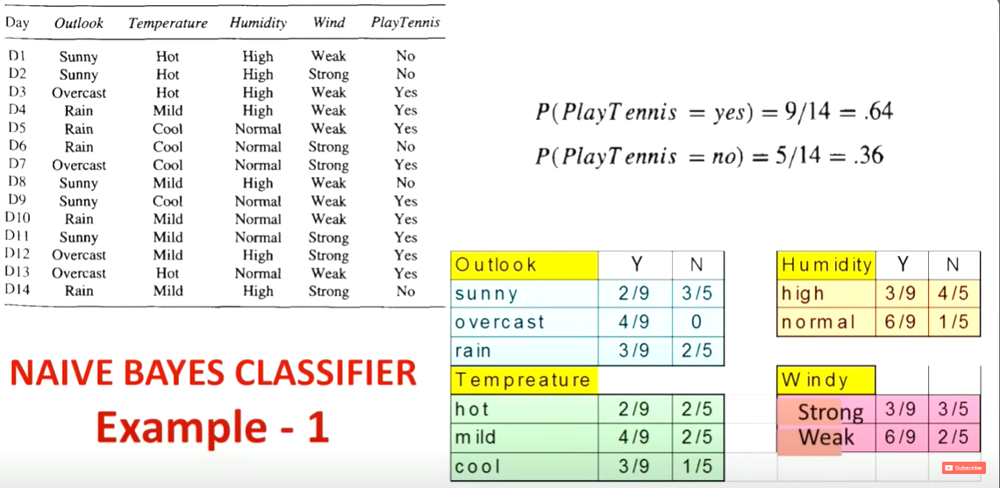 Day Outlook Temperature Humidity Wind PlayTennis
D1 Sunny Hot High Weak No
D2 Sunny Hot High Strong No
D3 Overcast Hot High Weak Yes
D4 Rain Mild High Weak Yes
D5 Rain Cool Normal Weak Yes
D6 Rain Cool Normal Strong No
D7 Overcast Cool Normal Strong Yes
D8 Sunny Mild High Weak No
D9 Sunny Cool Normal Weak Yes
D10 Rain Mild Normal Weak Yes
D11 Sunny Mild Normal Strong Yes
D12 Overcast Mild High Strong Yes
D13 Overcast Hot Normal Weak Yes
D14 Rain Mild High Strong No
P(PlayTennis = yes) = 9/14 = .64
P(PlayTennis = no) = 5/14 = .36
NAIVE BAYES CLASSIFIER
Example - 1
Outlook Y N
sunny 2/9 3/5
overcast 4/9 0
rain 3/9 2/5
Tempreature
hot 2/9 2/5
mild 4/9 2/5
cool 3/9 1/5
Humidity Y N
high 3/9 4/5
normal 6/9 1/5
Windy
Strong 3/9 3/5
Weak 6/9 2/5
Subscribe